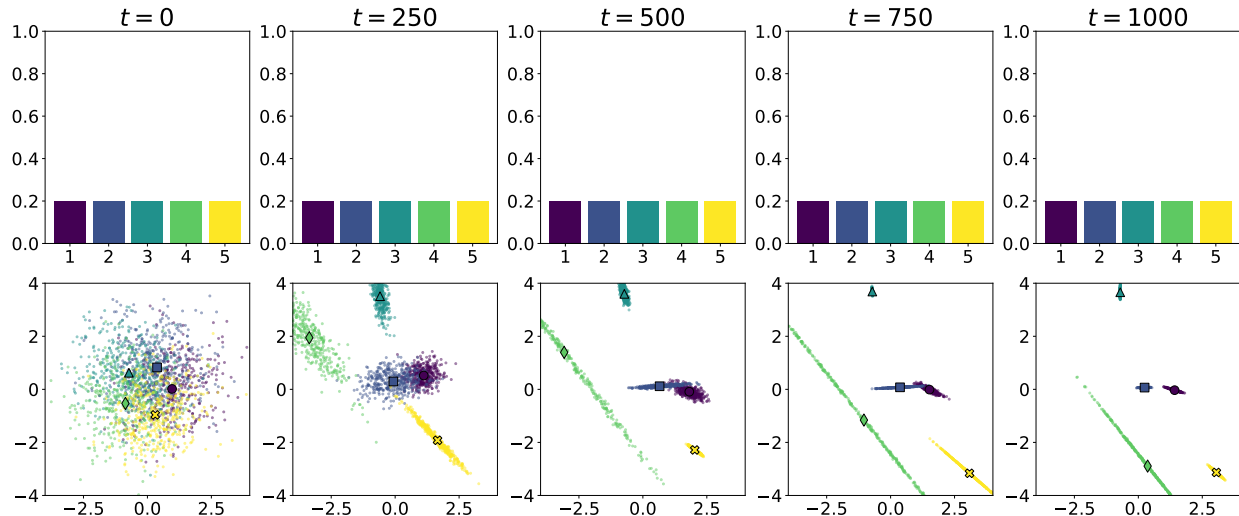 t = 0 t = 250 t = 500 t = 750 t = 1000
1.0 1.0 1.0 1.0 1.0
0.8 0.8 0.8 0.8 0.8
0.6 0.6 0.6 0.6 0.6
0.4 0.4 0.4 0.4 0.4
0.2 0.2 0.2 0.2 0.2
0.0 0.0 0.0 0.0 0.0
1 2 3 4 5 1 2 3 4 5 1 2 3 4 5 1 2 3 4 5 1 2 3 4 5
4 4 4 4 4
2 2 2 2 2
0 0 0 0 0
−2 −2 −2 −2 −2
−4 −4 −4 −4 −4
−2.5 0.0 2.5 −2.5 0.0 2.5 −2.5 0.0 2.5 −2.5 0.0 2.5 −2.5 0.0 2.5